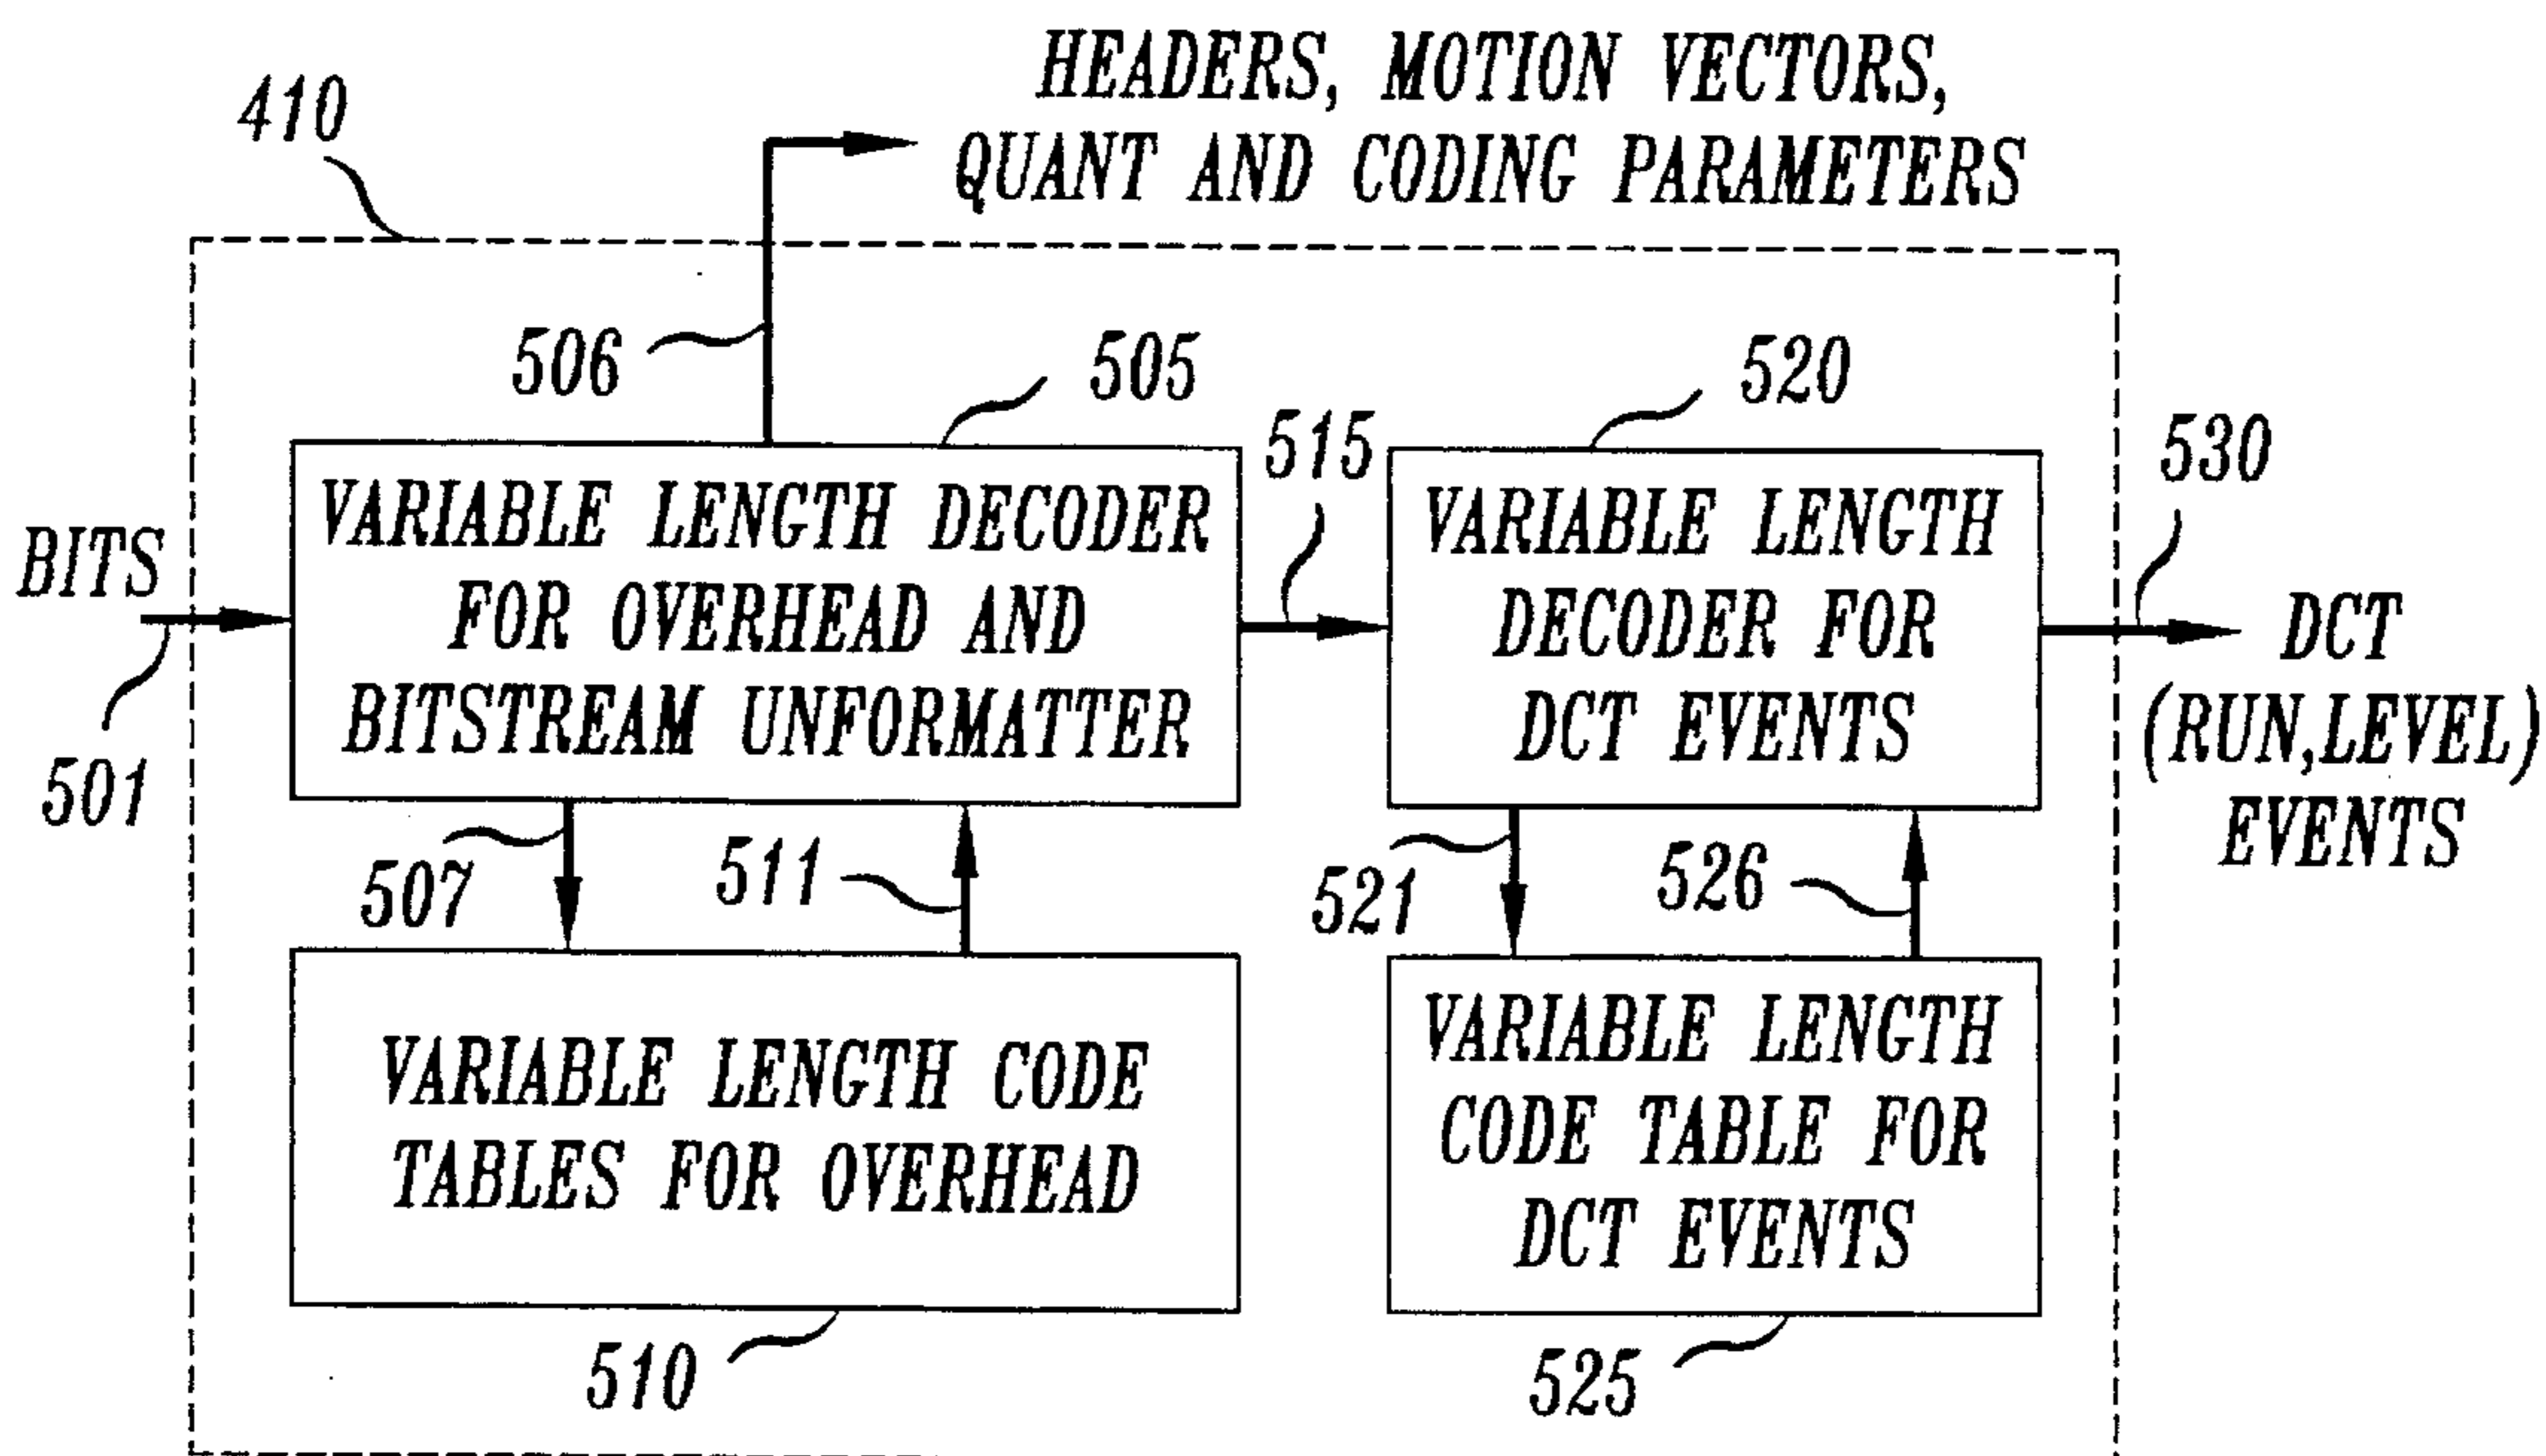 HEADERS, MOTION VECTORS,
QUANT AND CODING PARAMETERS
410
506
505
520
515
530
BITS
501
VARIABLE LENGTH DECODER
FOR OVERHEAD AND
BITSTREAM UNFORMATTER
VARIABLE LENGTH
DECODER FOR
DCT EVENTS
DCT
(RUN,LEVEL)
EVENTS
507
511
521
526
VARIABLE LENGTH CODE
TABLES FOR OVERHEAD
VARIABLE LENGTH
CODE TABLE FOR
DCT EVENTS
510
525